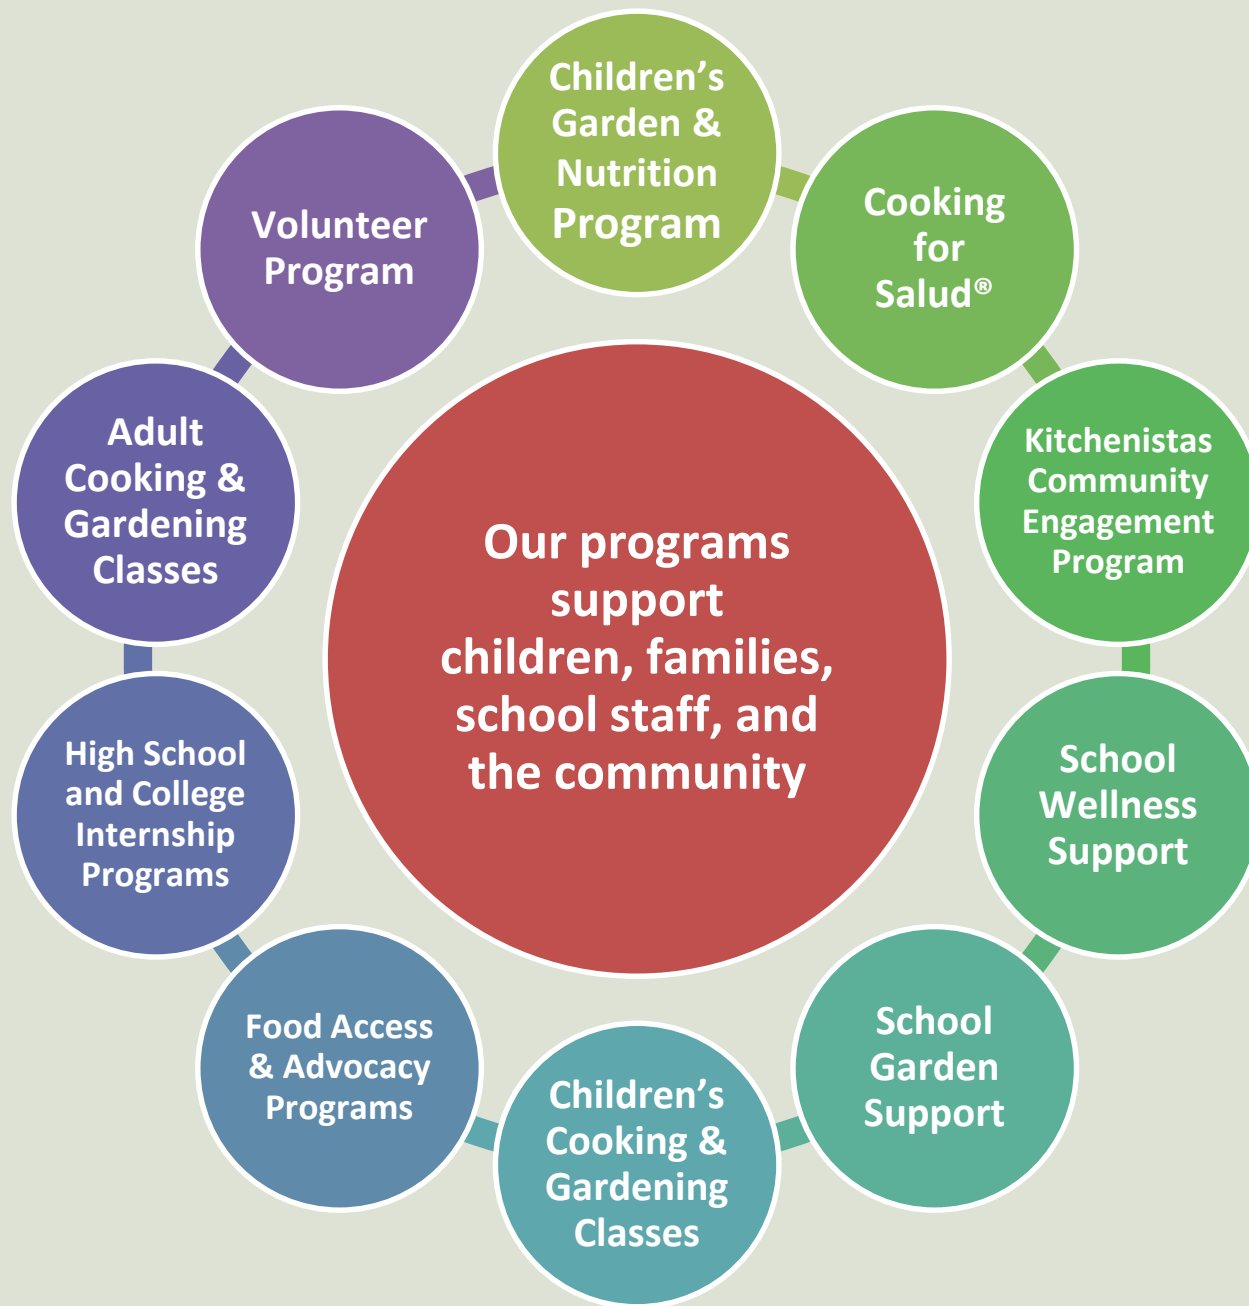 Children’s
Garden &
Nutrition
Program
Cooking
for
Salud®
Kitchenistas
Community
Engagement
Program
School
Wellness
Support
School
Garden
Support
Children’s
Cooking &
Gardening
Classes
Food Access
& Advocacy
Programs
High School
and College
Internship
Programs
Adult
Cooking &
Gardening
Classes
Volunteer
Program
Our programs
support
children, families,
school staff, and
the community